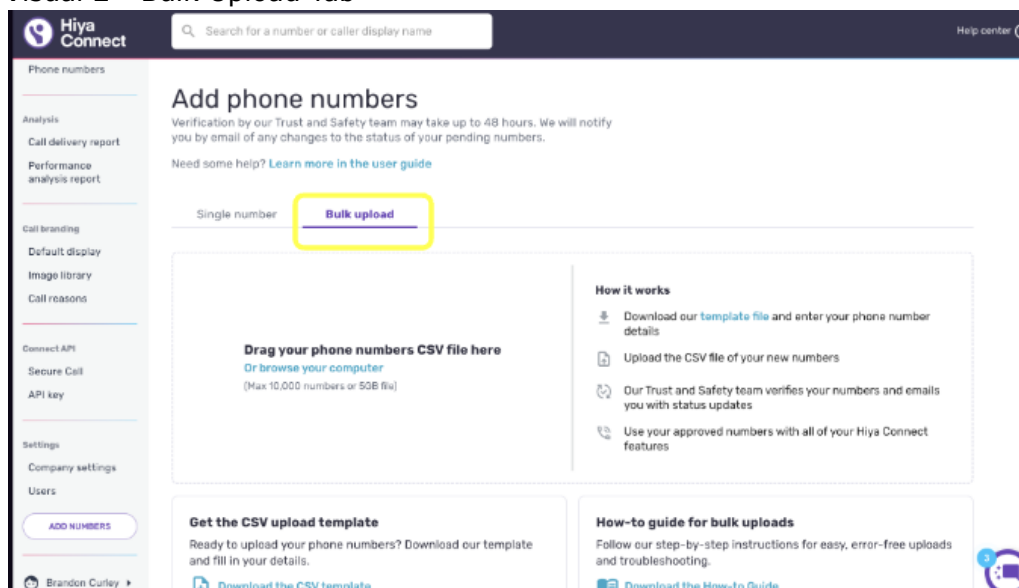 Visual 2 – Bulk Upload Tab
Hiya
Connect
Search for a number or caller display name
Help center
Phone numbers
Analysis
Call delivery report
Performance
analysis report
Call branding
Default display
Image library
Call reasons
Connect API
Secure Call
API key
Settings
Company settings
Users
ADD NUMBERS
Brandon Curley
Add phone numbers
Verification by our Trust and Safety team may take up to 48 hours. We will notify
you by email of any changes to the status of your pending numbers.
Need some help? Learn more in the user guide
Single number
Bulk upload
Drag your phone numbers CSV file here
Or browse your computer
(Max 10,000 numbers or 5GB file)
How it works
Download our template file and enter your phone number
details
Upload the CSV file of your new numbers
Our Trust and Safety team verifies your numbers and emails
you with status updates
Use your approved numbers with all of your Hiya Connect
features
Get the CSV upload template
Ready to upload your phone numbers? Download our template
and fill in your details.
Download the CSV template
How-to guide for bulk uploads
Follow our step-by-step instructions for easy, error-free uploads
and troubleshooting.
Download the How-to Guide
3